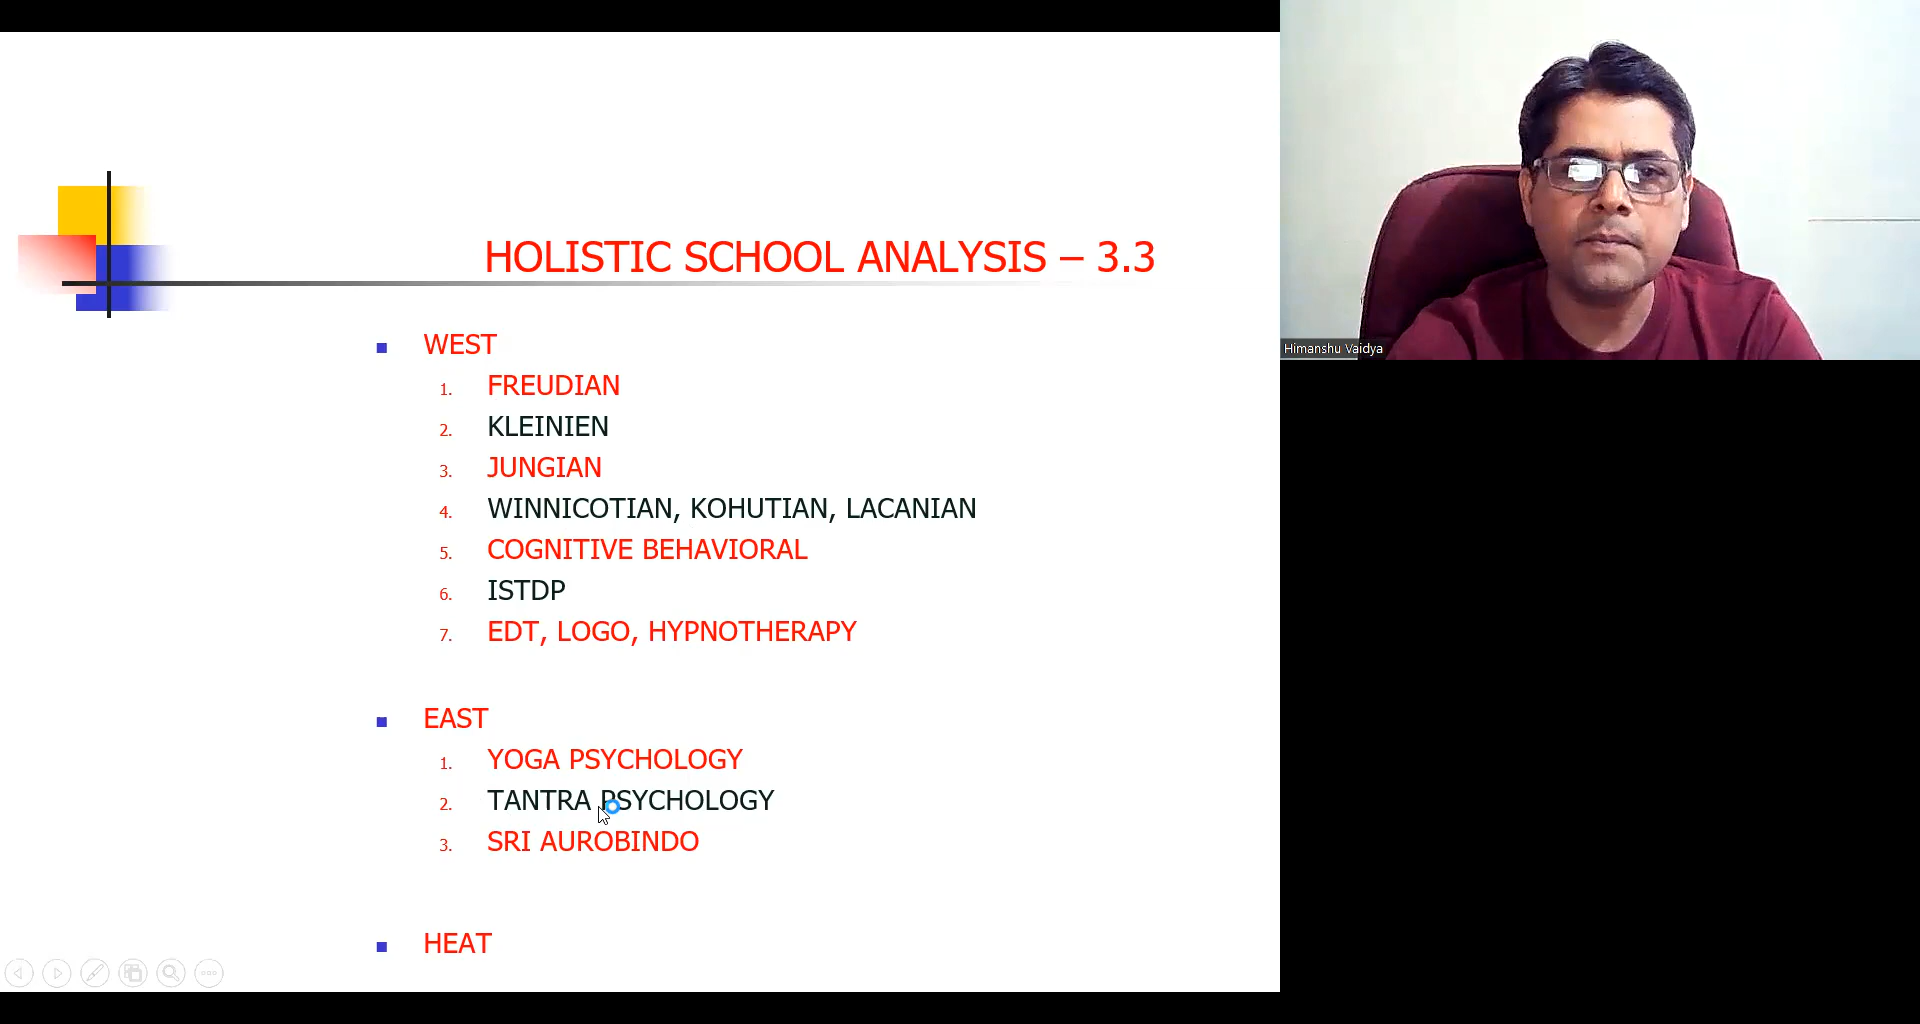 HOLISTIC SCHOOL ANALYSIS – 3.3
WEST
1. FREUDIAN
2. KLEINIEN
3. JUNGIAN
4. WINNICOTIAN, KOHUTIAN, LACANIAN
5. COGNITIVE BEHAVIORAL
6. ISTDP
7. EDT, LOGO, HYPNOTHERAPY
EAST
1. YOGA PSYCHOLOGY
2. TANTRA PSYCHOLOGY
3. SRI AUROBINDO
HEAT
Himanshu Vaidya